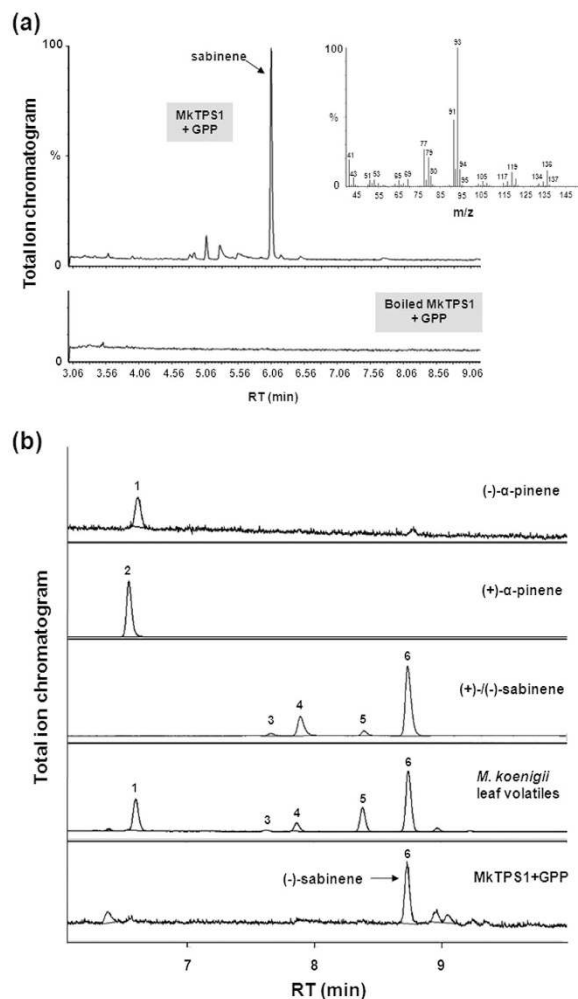 (a)
Total ion chromatogram
100
%
0
sabinene
MkTPS1
+ GPP
100
%
0
41
43
51
53
65
69
77
79
80
91
93
94
95
105
117
119
134
136
137
45 55 65 75 85 95 105 115 125 135 145
m/z
0
Boiled MkTPS1
+ GPP
3.06 3.56 4.06 4.56 5.06 5.56 6.06 6.56 7.06 7.56 8.06 8.56 9.06
RT (min)
(b)
Total ion chromatogram
1
(-)-α-pinene
2
(+)-α-pinene
3 4 5 6
(+)-/(-)-sabinene
1 3 4 5 6
M. koenigii
leaf volatiles
(-)-sabinene
6
MkTPS1+GPP
7 8 9
RT (min)